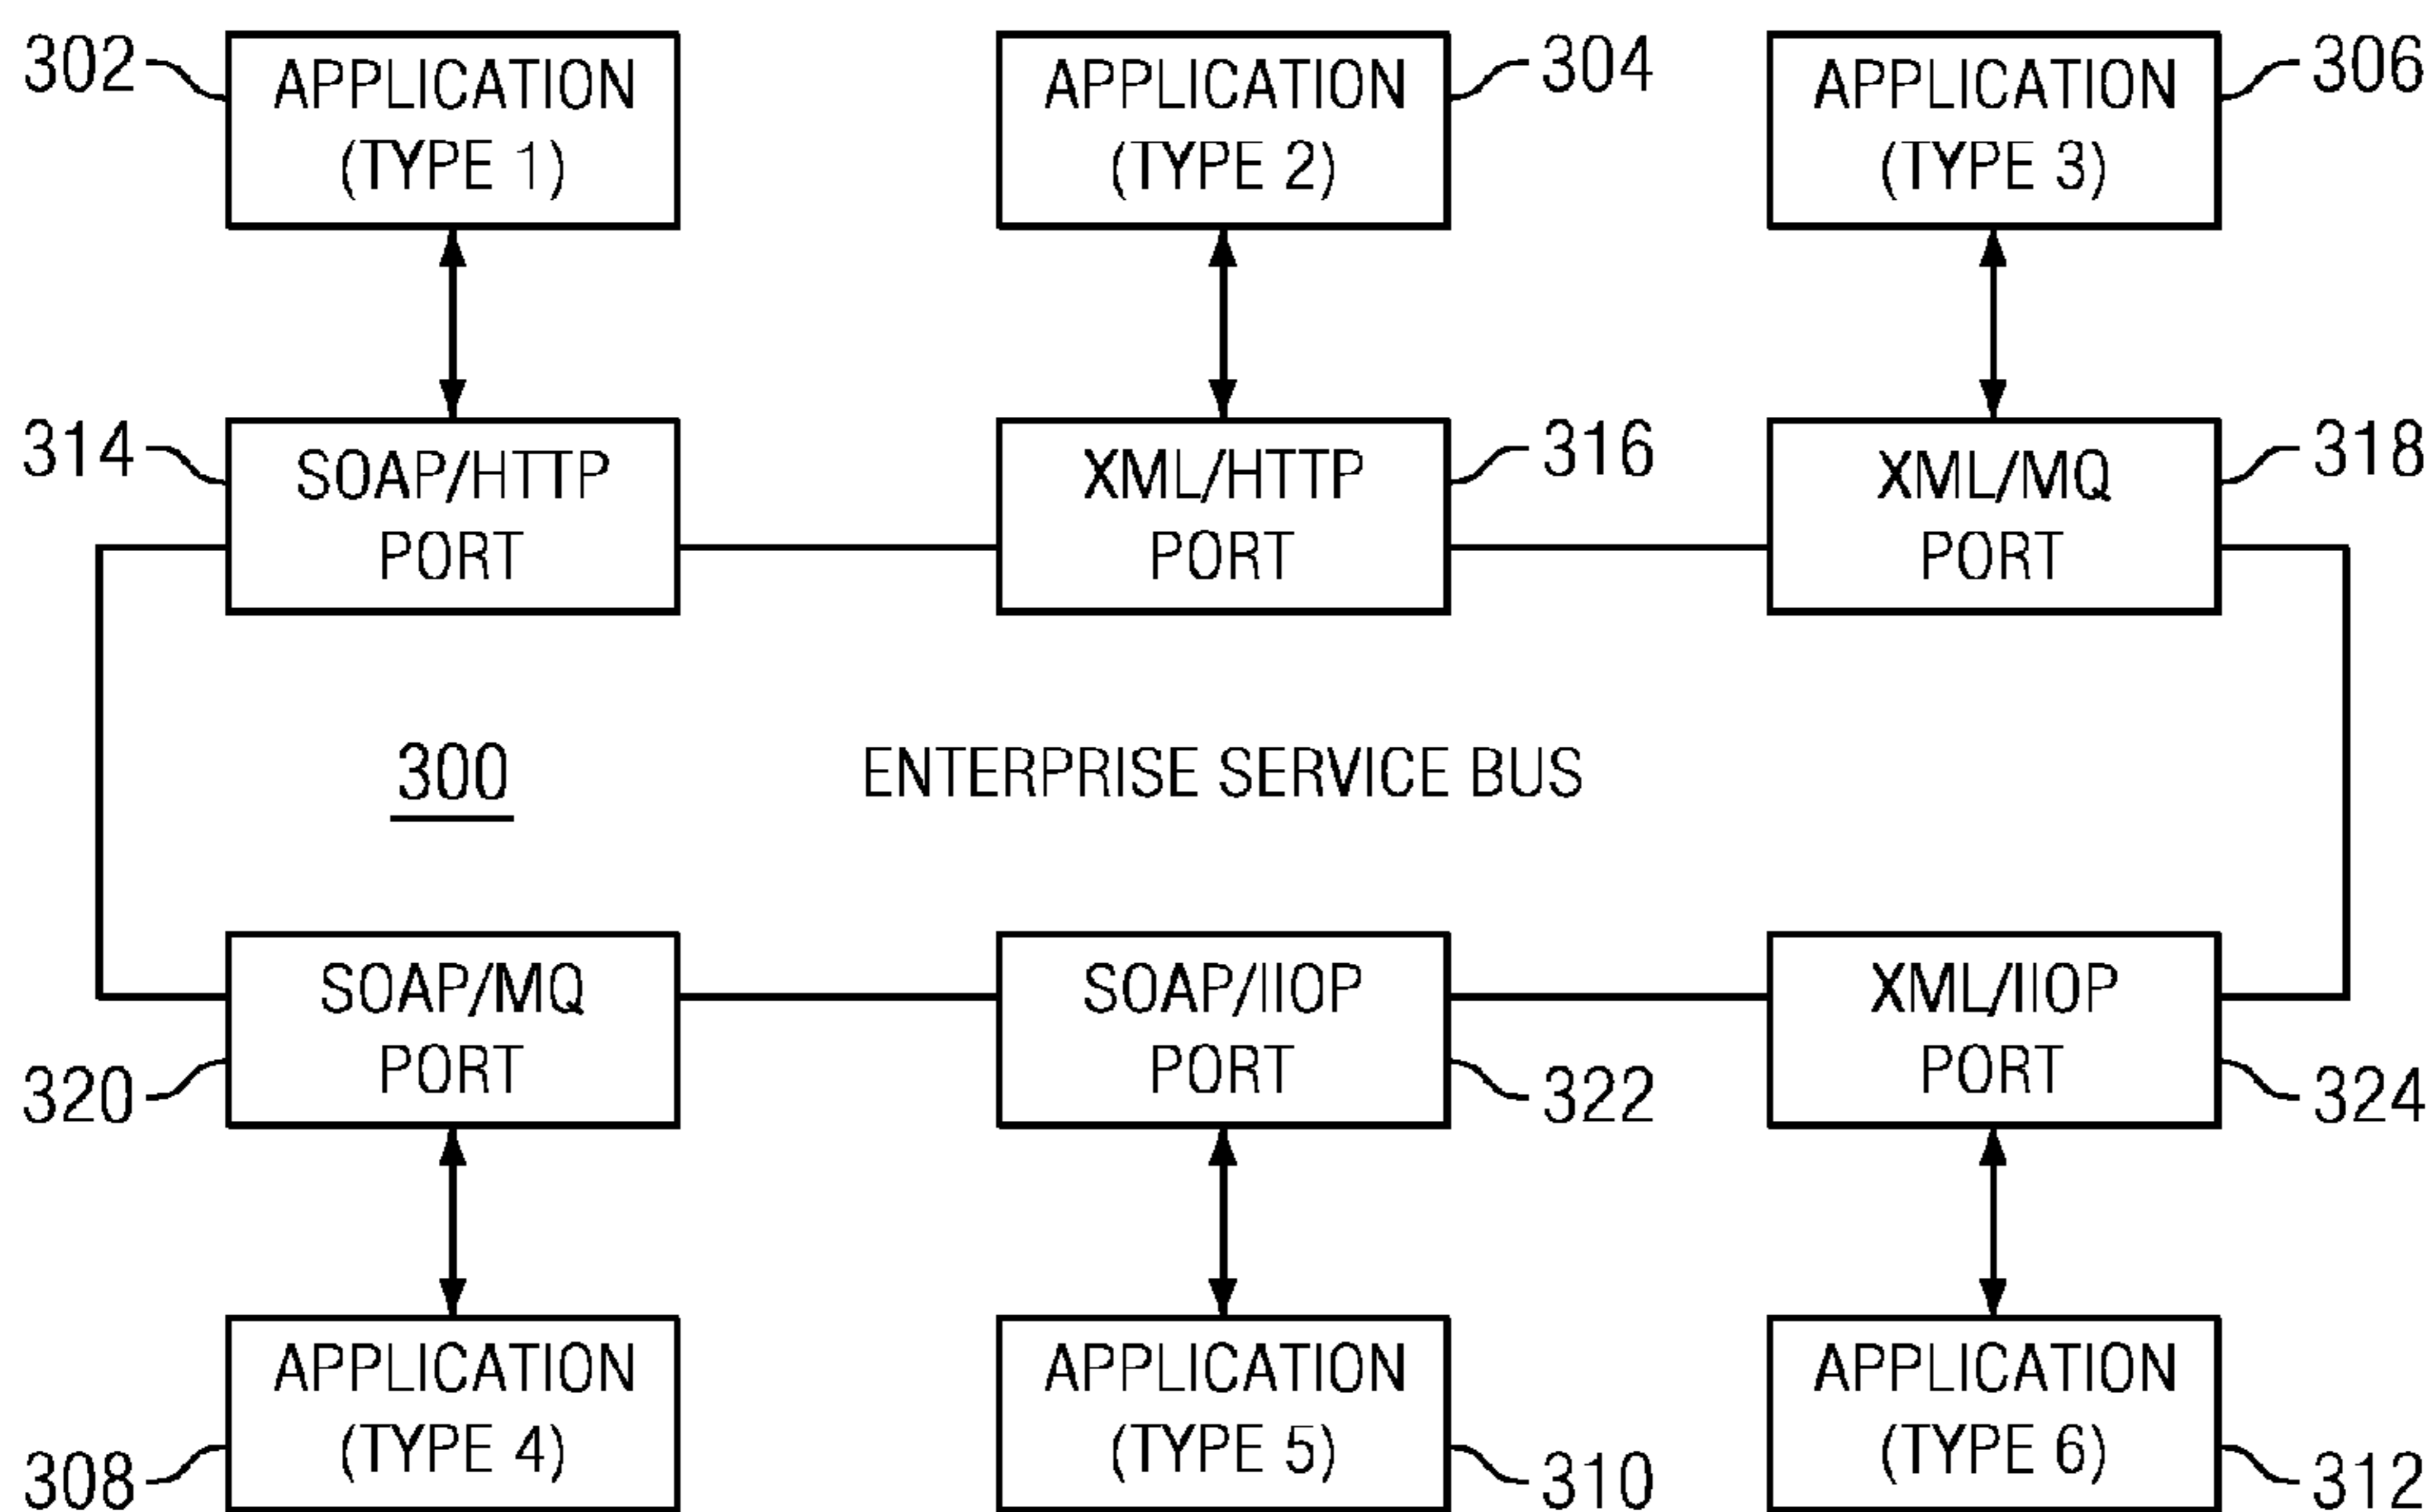 302 APPLICATION 304 APPLICATION 306 APPLICATION
(TYPE 1) (TYPE 2) (TYPE 3)
314 SOAP/HTTP 316 XML/HTTP 318 XML/MQ
PORT PORT PORT
300 ENTERPRISE SERVICE BUS
SOAP/MQ SOAP/IIOP XML/IIOP
320 PORT PORT 322 PORT 324
APPLICATION APPLICATION APPLICATION
308 (TYPE 4) (TYPE 5) 310 (TYPE 6) 312